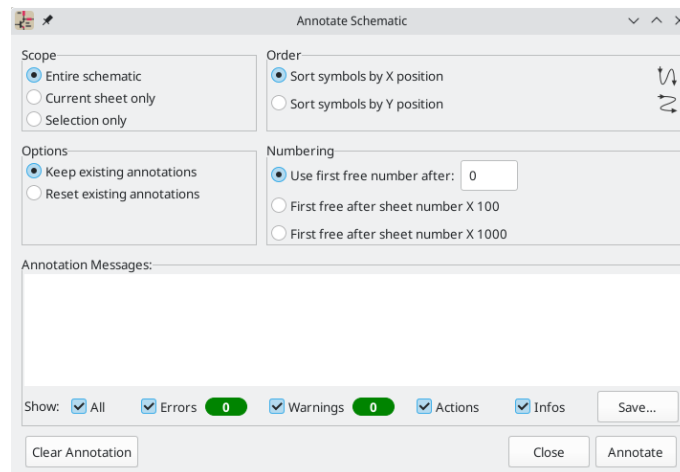 Annotate Schematic
Scope
Entire schematic
Current sheet only
Selection only
Order
Sort symbols by X position
Sort symbols by Y position
Options
Keep existing annotations
Reset existing annotations
Numbering
Use first free number after: 0
First free after sheet number X 100
First free after sheet number X 1000
Annotation Messages:
Show: All Errors 0 Warnings 0 Actions Infos Save...
Clear Annotation Close Annotate